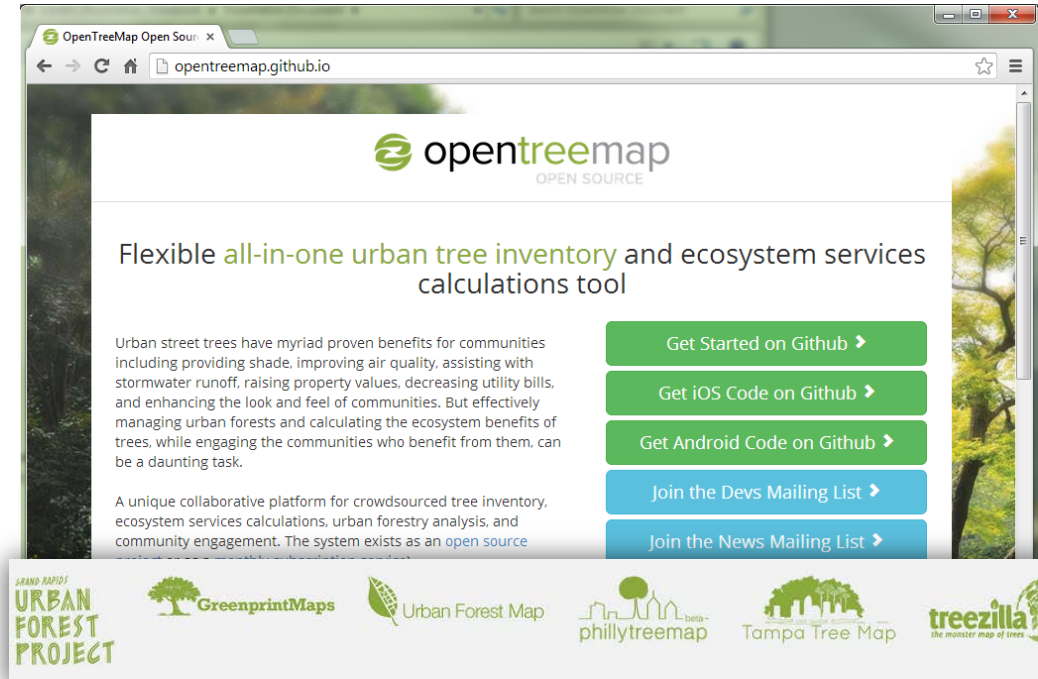 OpenTreeMap Open Sour
opentreemap.github.io
opentreemap
OPEN SOURCE
Flexible all-in-one urban tree inventory and ecosystem services
calculations tool
Urban street trees have myriad proven benefits for communities
including providing shade, improving air quality, assisting with
stormwater runoff, raising property values, decreasing utility bills,
and enhancing the look and feel of communities. But effectively
managing urban forests and calculating the ecosystem benefits of
trees, while engaging the communities who benefit from them, can
be a daunting task.
A unique collaborative platform for crowdsourced tree inventory,
ecosystem services calculations, urban forestry analysis, and
community engagement. The system exists as an open source
project or as a monthly subscription service)
Get Started on Github
Get iOS Code on Github
Get Android Code on Github
Join the Devs Mailing List
Join the News Mailing List
GRAND RAPIDS
URBAN
FOREST
PROJECT
GreenprintMaps
Urban Forest Map
beta
phillytreemap
Tampa Tree Map
treezilla
the monster map of trees